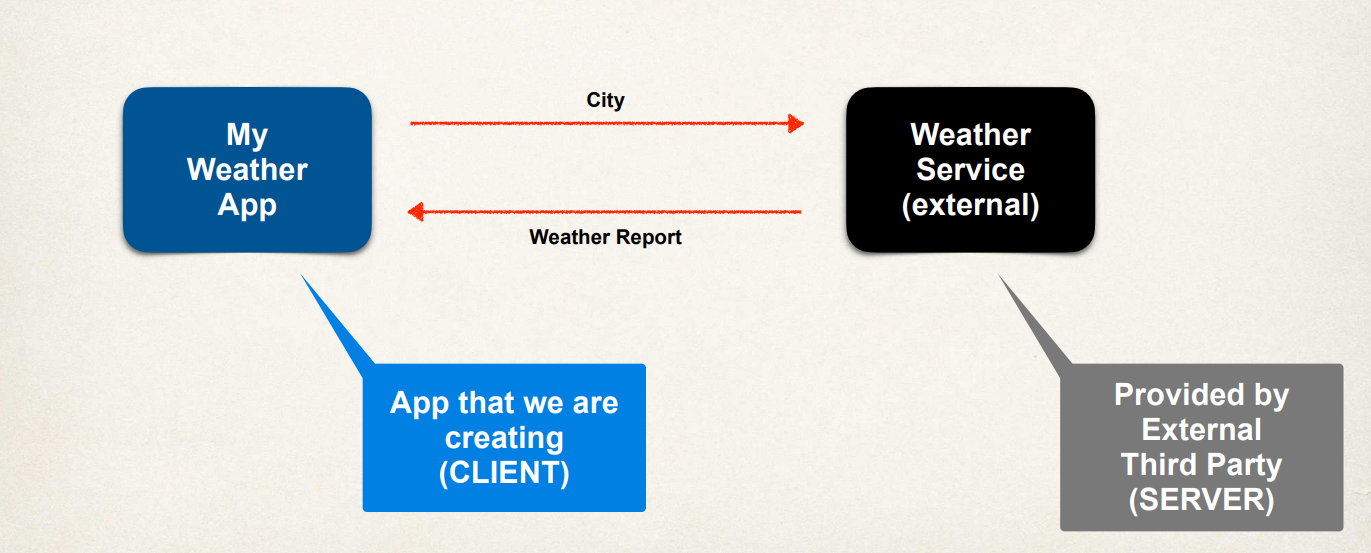 City
My
Weather
App
Weather
Service
(external)
Weather Report
App that we are
creating
(CLIENT)
Provided by
External
Third Party
(SERVER)